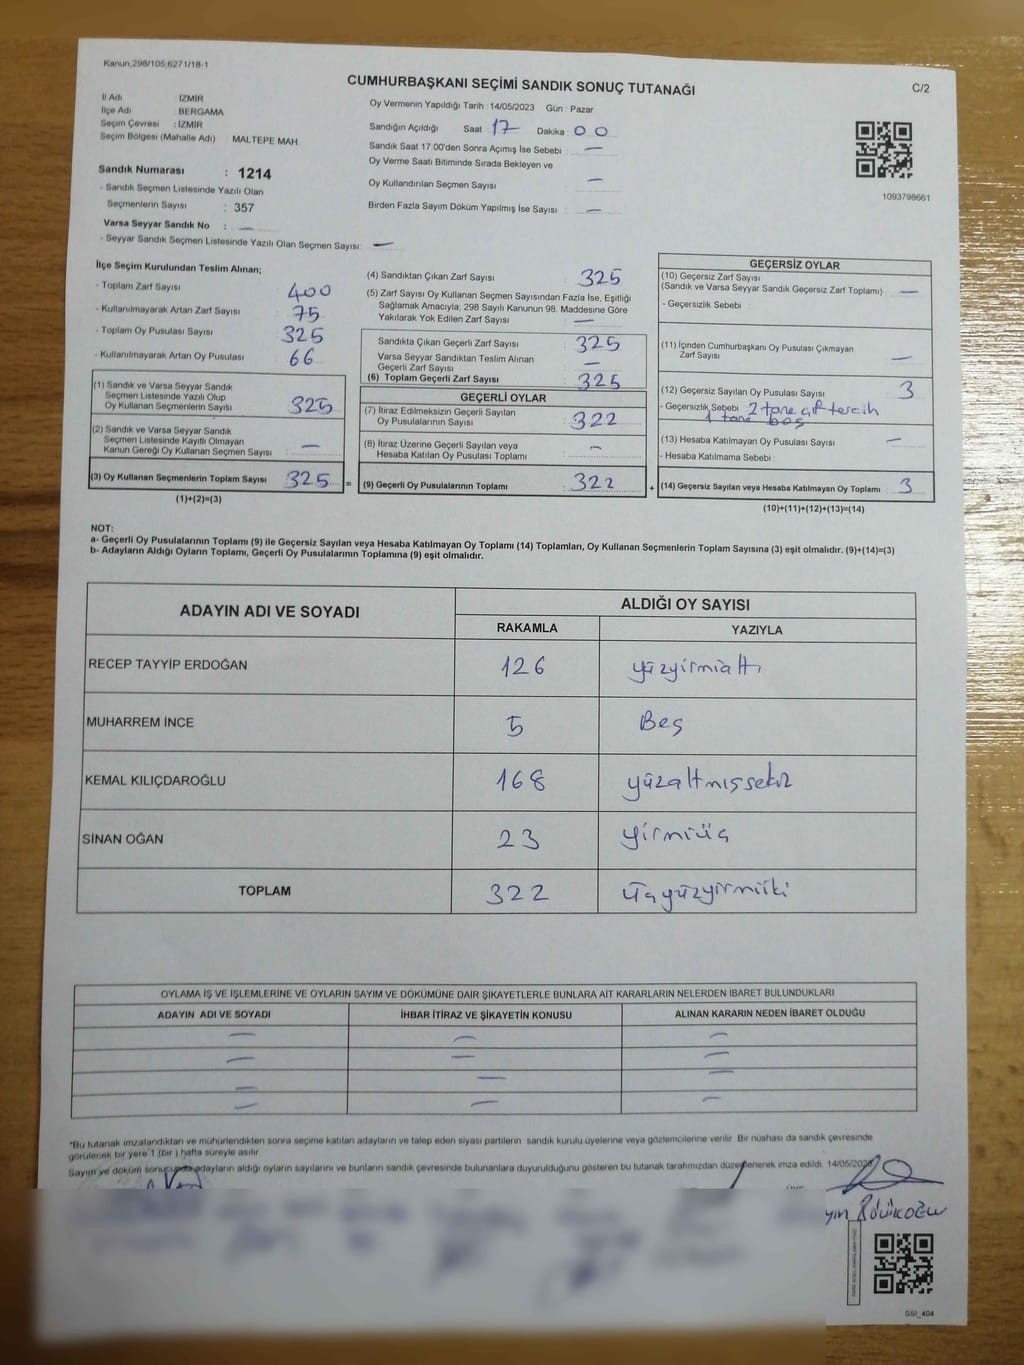 Kanun,298/105,6271/18-1
CUMHURBAŞKANI SEÇİMİ SANDIK SONUÇ TUTANAĞI
C/2
İl Adı İZMİR
İlçe Adı BERGAMA
Seçim Çevresi : İZMİR
Seçim Bölgesi (Mahalle Adı) MALTEPE MAH
Sandık Numarası : 1214
- Sandık Seçmen Listesinde Yazılı Olan
Seçmenlerin Sayısı : 357
Varsa Seyyar Sandık No : —
- Seyyar Sandık Seçmen Listesinde Yazılı Olan Seçmen Sayısı: —
Oy Vermenin Yapıldığı Tarih : 14/05/2023 Gün : Pazar
Sandığın Açıldığı Saat : 17 Dakika : 00
Sandık Saat 17 00'den Sonra Açımış İse Sebebi : —
Oy Verme Saati Bitiminde Sırada Bekleyen ve
Oy Kullandırılan Seçmen Sayısı : —
Birden Fazla Sayım Döküm Yapılmış İse Sayısı : —
1093798661
İlçe Seçim Kurulundan Teslim Alınan;
- Toplam Zarf Sayısı : 400
- Kullanılmayarak Artan Zarf Sayısı : 75
- Toplam Oy Pusulası Sayısı : 325
- Kullanılmayarak Artan Oy Pusulası : 66
(1) Sandık ve Varsa Seyyar Sandık
Seçmen Listesinde Yazılı Olup
Oy Kullanan Seçmenlerin Sayısı : 325
(2) Sandık ve Varsa Seyyar Sandık
Seçmen Listesinde Kayıtlı Olmayan
Kanun Gereği Oy Kullanan Seçmen Sayısı : —
(3) Oy Kullanan Seçmenlerin Toplam Sayısı : 325 =
(1)+(2)=(3)
(4) Sandıktan Çıkan Zarf Sayısı : 325
(5) Zarf Sayısı Oy Kullanan Seçmen Sayısından Fazla İse, Eşitliği
Sağlamak Amacıyla; 298 Sayılı Kanunun 98. Maddesine Göre
Yakılarak Yok Edilen Zarf Sayısı : —
Sandıkta Çıkan Geçerli Zarf Sayısı : 325
Varsa Seyyar Sandıktan Teslim Alınan
Geçerli Zarf Sayısı : —
(6) Toplam Geçerli Zarf Sayısı : 325
GEÇERLİ OYLAR
(7) İtiraz Edilmeksizin Geçerli Sayılan
Oy Pusulalarının Sayısı : 322
(8) İtiraz Üzerine Geçerli Sayılan veya
Hesaba Katılan Oy Pusulası Toplamı : —
(9) Geçerli Oy Pusulalarının Toplamı : 322 +
GEÇERSİZ OYLAR
(10) Geçersiz Zarf Sayısı
(Sandık ve Varsa Seyyar Sandık Geçersiz Zarf Toplamı) : —
- Geçersizlik Sebebi :
(11) İçinden Cumhurbaşkanı Oy Pusulası Çıkmayan
Zarf Sayısı : —
(12) Geçersiz Sayılan Oy Pusulası Sayısı : 3
- Geçersizlik Sebebi : 2 tane çift tercih
1 tane boş
(13) Hesaba Katılmayan Oy Pusulası Sayısı : —
- Hesaba Katılmama Sebebi :
(14) Geçersiz Sayılan veya Hesaba Katılmayan Oy Toplamı : 3
(10)+(11)+(12)+(13)=(14)
NOT:
a- Geçerli Oy Pusulalarının Toplamı (9) ile Geçersiz Sayılan veya Hesaba Katılmayan Oy Toplamı (14) Toplamları, Oy Kullanan Seçmenlerin Toplam Sayısına (3) eşit olmalıdır. (9)+(14)=(3)
b- Adayların Aldığı Oyların Toplamı, Geçerli Oy Pusulalarının Toplamına (9) eşit olmalıdır.
ADAYIN ADI VE SOYADI ALDIĞI OY SAYISI
RAKAMLA YAZIYLA
RECEP TAYYİP ERDOĞAN 126 yüzyirmialtı
MUHARREM İNCE 5 Beş
KEMAL KILIÇDAROĞLU 168 yüzaltmışsekiz
SİNAN OĞAN 23 yirmiüç
TOPLAM 322 üçyüzyirmiiki
OYLAMA İŞ VE İŞLEMLERİNE VE OYLARIN SAYIM VE DÖKÜMÜNE DAİR ŞİKAYETLERLE BUNLARA AİT KARARLARIN NELERDEN İBARET BULUNDUKLARI
ADAYIN ADI VE SOYADI İHBAR İTİRAZ VE ŞİKAYETİN KONUSU ALINAN KARARIN NEDEN İBARET OLDUĞU
— — —
— — —
— — —
— — —
*Bu tutanak imzalandıktan ve mühürlendikten sonra seçime katılan adayların ve talep eden siyasi partilerin sandık kurulu üyelerine veya gözlemcilerine verilir. Bir nüshası da sandık çevresinde
görülecek bir yere 1 (bir ) hafta süreyle asılır
Sayım ve döküm sonucunda adayların aldığı oyların sayılarını ve bunların sandık çevresinde bulunanlara duyurulduğunu gösteren bu tutanak tarafımızdan düzenlenerek imza edildi. 14/05/2023
SSI_404